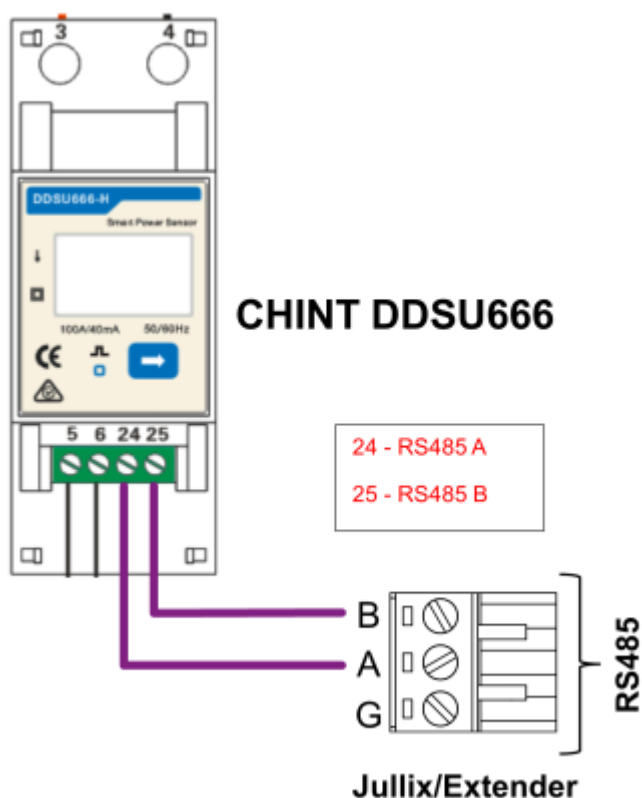 3 4
DDSU666-H
Smart Power Sensor
100A/40mA 50/60Hz
CE
5 6 24 25
CHINT DDSU666
24 - RS485 A
25 - RS485 B
B
A
G
RS485
Jullix/Extender